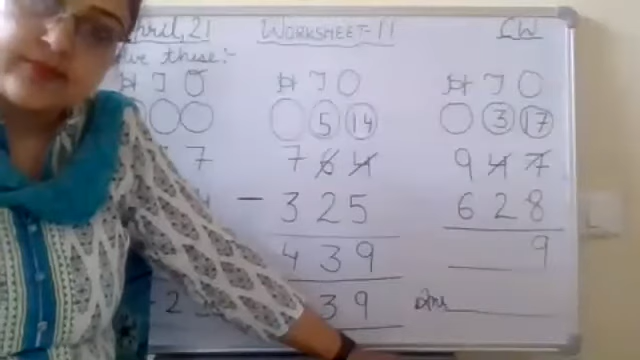 April, 21 WORKSHEET-11 CW
these:-
H T O H T O H T O
5 14 3 17
7 7 6 4 9 4 7
- 3 2 5 6 2 8
4 3 9 9
2 3 9 Ans